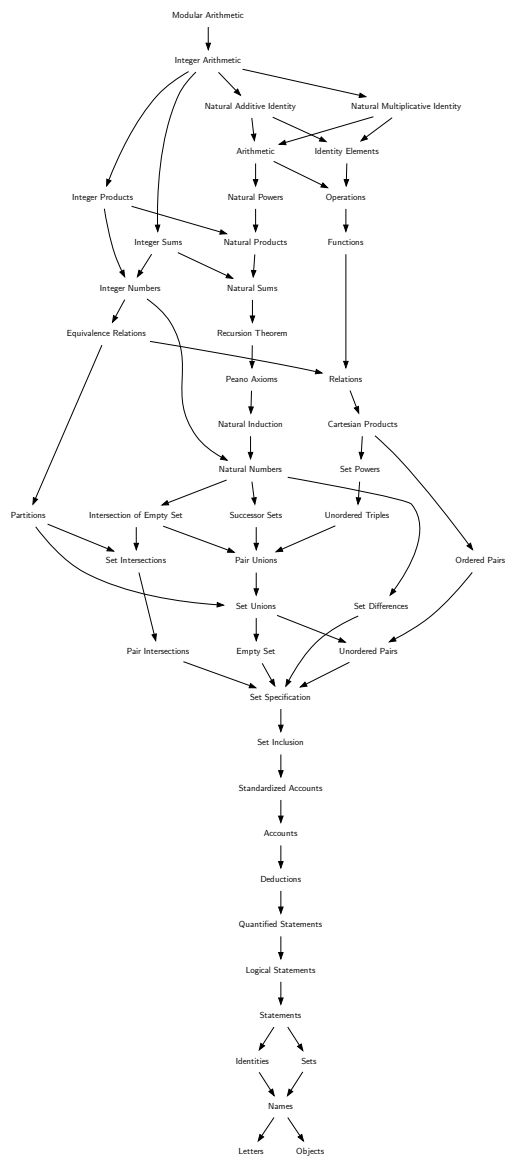 Modular Arithmetic
Integer Arithmetic
Natural Additive Identity
Natural Multiplicative Identity
Arithmetic
Identity Elements
Integer Products
Natural Powers
Operations
Integer Sums
Natural Products
Functions
Integer Numbers
Natural Sums
Equivalence Relations
Recursion Theorem
Peano Axioms
Relations
Natural Induction
Cartesian Products
Natural Numbers
Set Powers
Partitions
Intersection of Empty Set
Successor Sets
Unordered Triples
Set Intersections
Pair Unions
Ordered Pairs
Set Unions
Set Differences
Pair Intersections
Empty Set
Unordered Pairs
Set Specification
Set Inclusion
Standardized Accounts
Accounts
Deductions
Quantified Statements
Logical Statements
Statements
Identities
Sets
Names
Letters
Objects